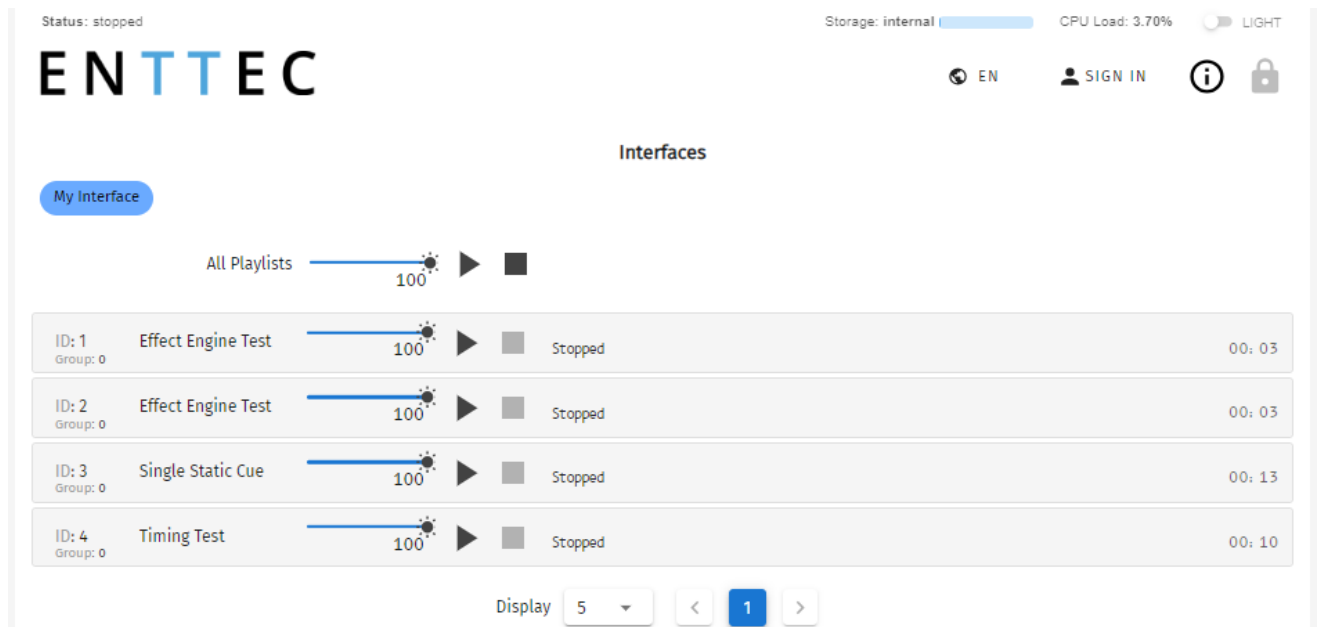 Status: stopped Storage: internal CPU Load: 3.70% LIGHT
ENTTEC EN SIGN IN
Interfaces
My Interface
All Playlists 100
ID: 1 Effect Engine Test 100 Stopped 00: 03
Group: 0
ID: 2 Effect Engine Test 100 Stopped 00: 03
Group: 0
ID: 3 Single Static Cue 100 Stopped 00: 13
Group: 0
ID: 4 Timing Test 100 Stopped 00: 10
Group: 0
Display 5 < 1 >